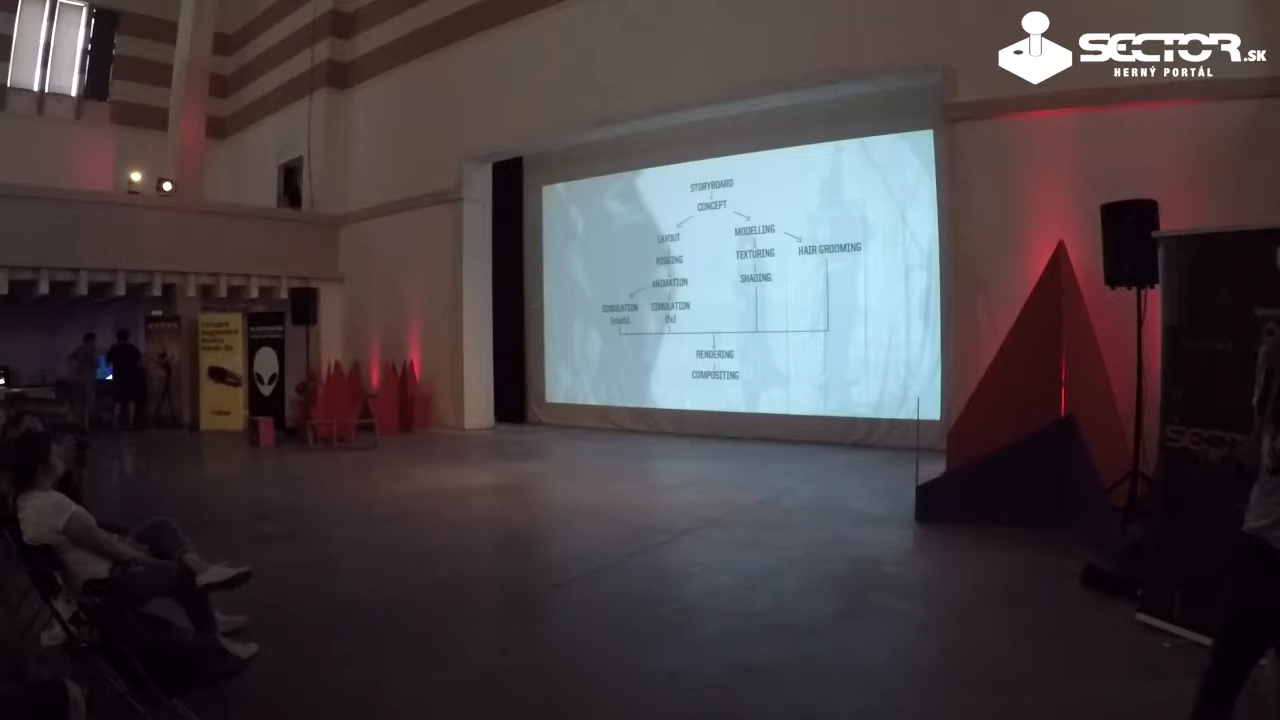 SECTOR.SK
HERNÝ PORTÁL
STORYBOARD
CONCEPT
LAYOUT
MODELLING
HAIR GROOMING
RIGGING
TEXTURING
ANIMATION
SHADING
SIMULATION
SIMULATION
(fx)
RENDERING
COMPOSITING
SECTOR